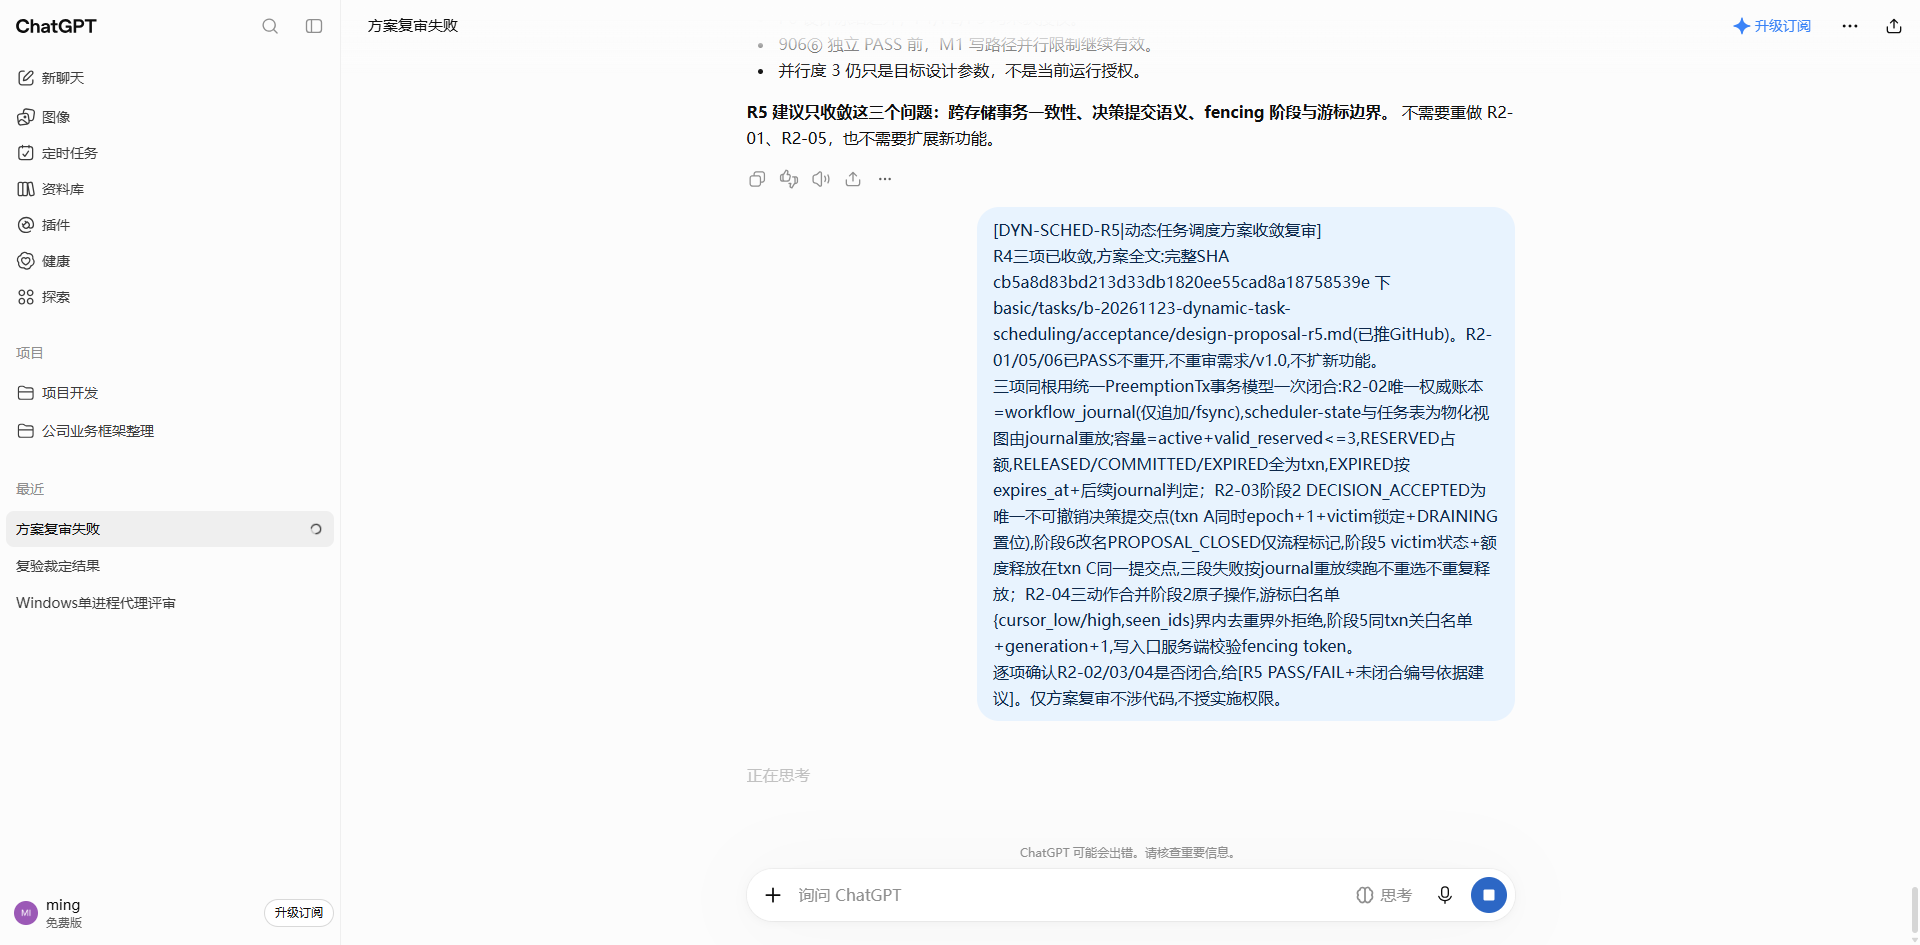 ChatGPT
新聊天
图像
定时任务
资料库
插件
健康
探索
项目
项目开发
公司业务框架整理
最近
方案复审失败
复验裁定结果
Windows单进程代理评审
MI
ming
免费版
升级订阅
方案复审失败
升级订阅
906⑥ 独立 PASS 前，M1 写路径并行限制继续有效。
并行度 3 仍只是目标设计参数，不是当前运行授权。
R5 建议只收敛这三个问题：跨存储事务一致性、决策提交语义、fencing 阶段与游标边界。 不需要重做 R2-
01、R2-05，也不需要扩展新功能。
[DYN-SCHED-R5|动态任务调度方案收敛复审]
R4三项已收敛,方案全文:完整SHA
cb5a8d83bd213d33db1820ee55cad8a18758539e 下
basic/tasks/b-20261123-dynamic-task-
scheduling/acceptance/design-proposal-r5.md(已推GitHub)。R2-
01/05/06已PASS不重开,不重审需求/v1.0,不扩新功能。
三项同根用统一PreemptionTx事务模型一次闭合:R2-02唯一权威账本
=workflow_journal(仅追加/fsync),scheduler-state与任务表为物化视
图由journal重放;容量=active+valid_reserved<=3,RESERVED占
额,RELEASED/COMMITTED/EXPIRED全为txn,EXPIRED按
expires_at+后续journal判定；R2-03阶段2 DECISION_ACCEPTED为
唯一不可撤销决策提交点(txn A同时epoch+1+victim锁定+DRAINING
置位),阶段6改名PROPOSAL_CLOSED仅流程标记,阶段5 victim状态+额
度释放在txn C同一提交点,三段失败按journal重放续跑不重选不重复释
放；R2-04三动作合并阶段2原子操作,游标白名单
{cursor_low/high,seen_ids}界内去重界外拒绝,阶段5同txn关白名单
+generation+1,写入口服务端校验fencing token。
逐项确认R2-02/03/04是否闭合,给[R5 PASS/FAIL+未闭合编号依据建
议]。仅方案复审不涉代码,不授实施权限。
正在思考
ChatGPT 可能会出错。请核查重要信息。
询问 ChatGPT
思考